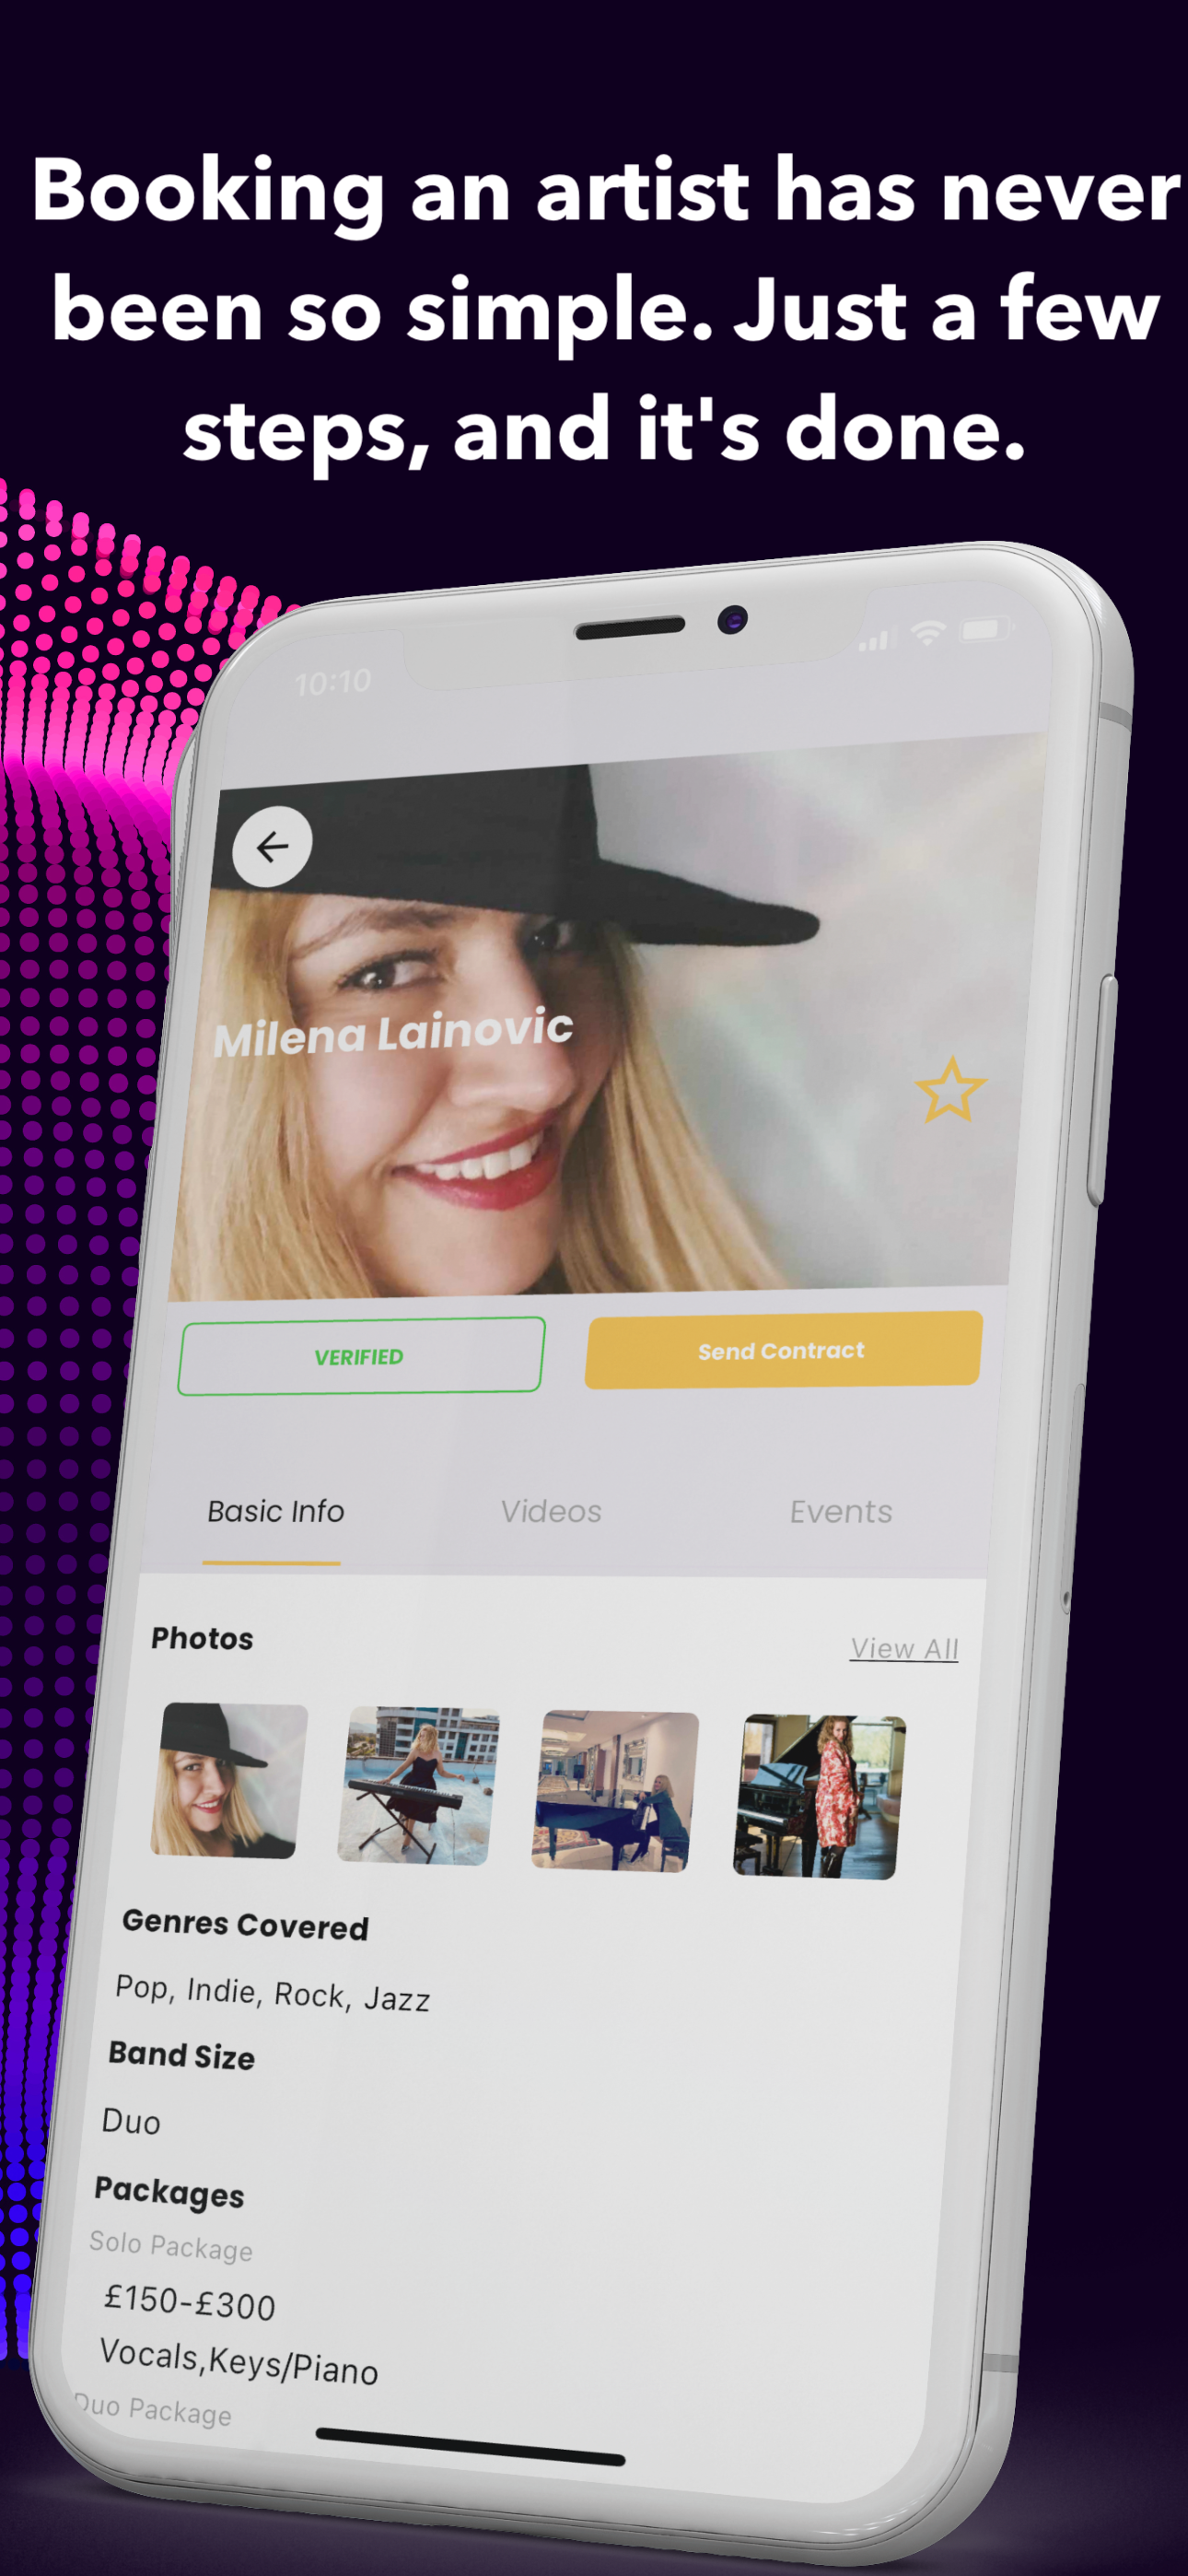 Booking an artist has never
been so simple. Just a few
steps, and it's done.
10:10
Milena Lainovic
VERIFIED
Send Contract
Basic Info
Videos
Events
Photos
View All
Genres Covered
Pop, Indie, Rock, Jazz
Band Size
Duo
Packages
Solo Package
£150-£300
Vocals,Keys/Piano
Duo Package